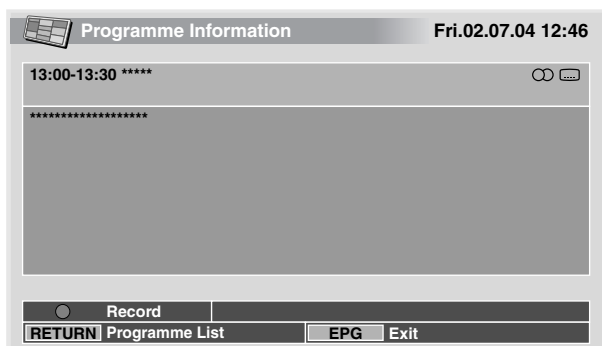 Programme Information Fri.02.07.04 12:46
13:00-13:30 *****
*******************
Record
RETURN Programme List EPG Exit